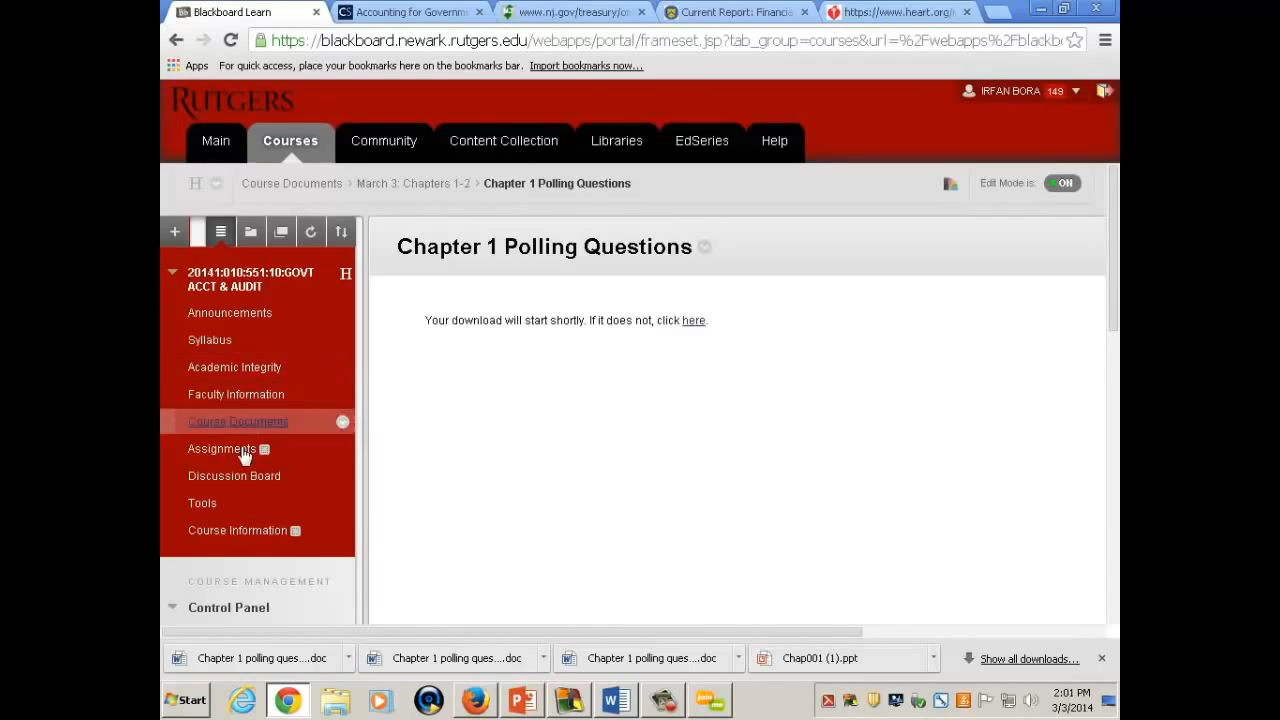 Blackboard Learn
Accounting for Governm
www.nj.gov/treasury/on
Current Report: Financia
https://www.heart.org/
https://blackboard.newark.rutgers.edu/webapps/portal/frameset.jsp?tab_group=courses&url=%2Fwebapps%2Fblackbo
Apps For quick access, place your bookmarks here on the bookmarks bar. Import bookmarks now...
RUTGERS
IRFAN BORA 149
Main Courses Community Content Collection Libraries EdSeries Help
H Course Documents > March 3: Chapters 1-2 > Chapter 1 Polling Questions
Edit Mode is: ON
Chapter 1 Polling Questions
20141:010:551:10:GOVT
ACCT & AUDIT
H
Your download will start shortly. If it does not, click here.
Announcements
Syllabus
Academic Integrity
Faculty Information
Course Documents
Assignments
Discussion Board
Tools
Course Information
COURSE MANAGEMENT
Control Panel
Chapter 1 polling ques....doc
Chapter 1 polling ques....doc
Chapter 1 polling ques....doc
Chap001 (1).ppt
Show all downloads...
Start
2:01 PM
3/3/2014